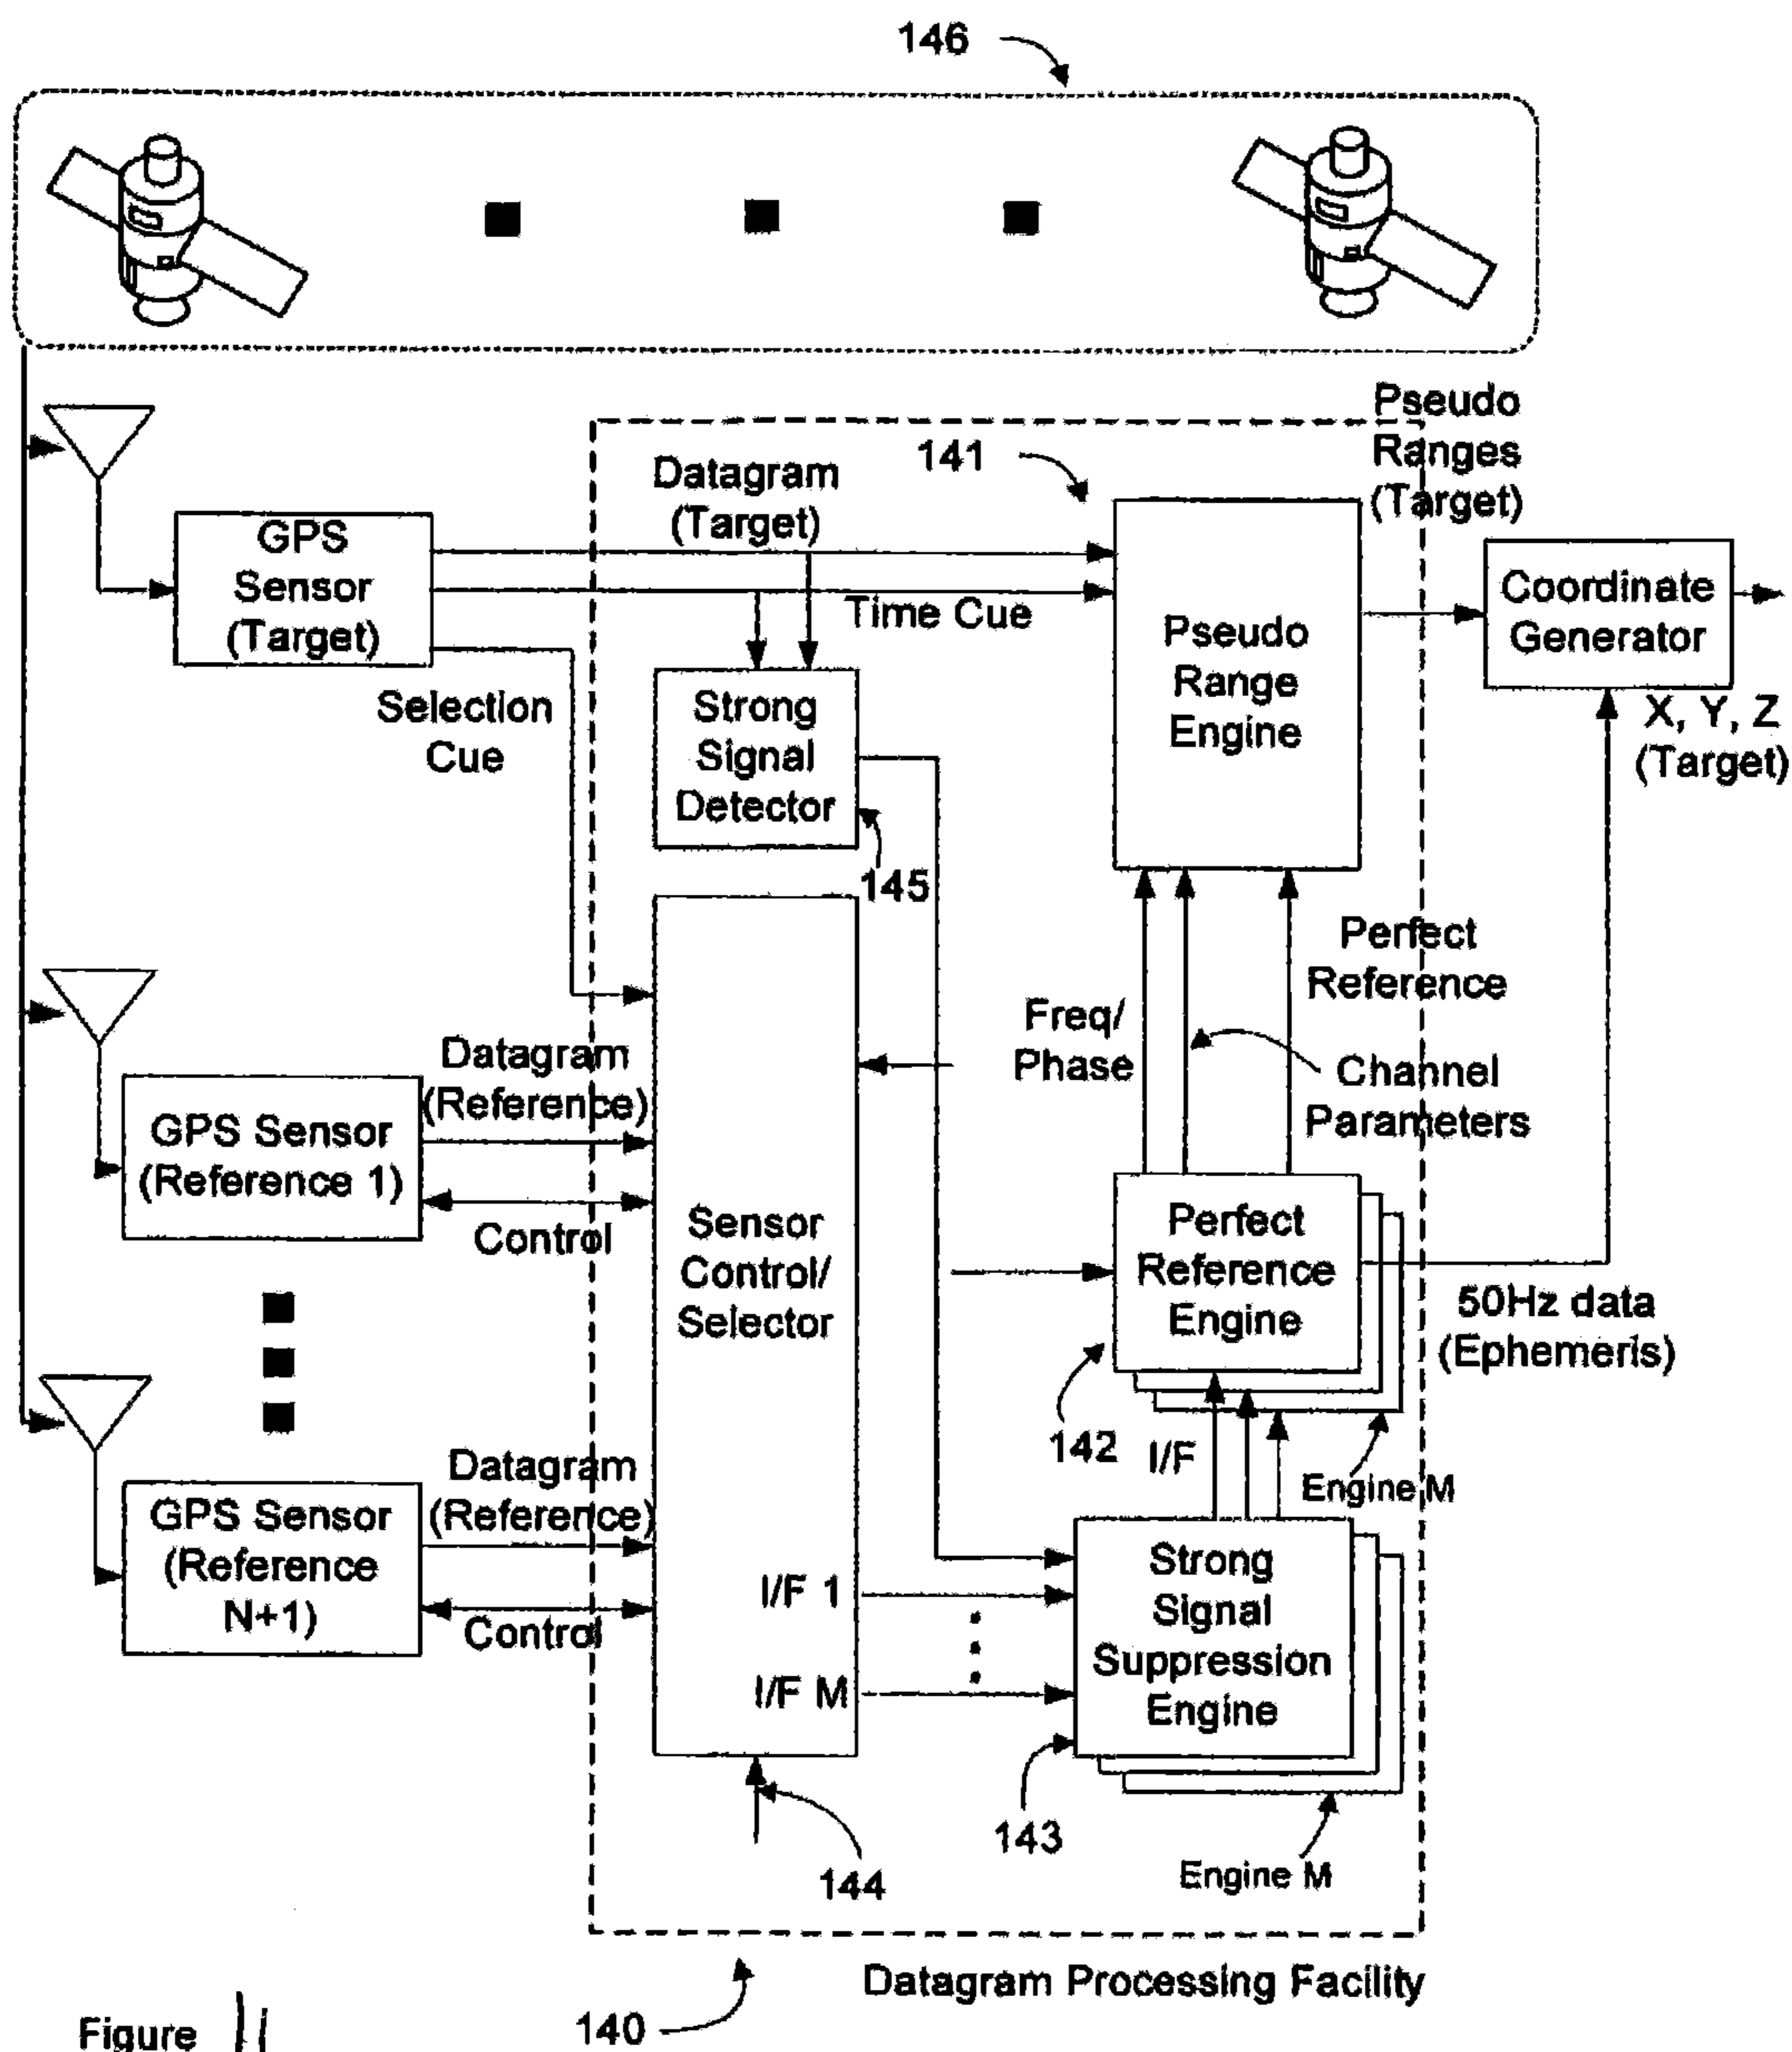 146
Pseudo
Ranges
(Target)
141
Datagram
(Target)
GPS
Sensor
(Target)
Time Cue
Coordinate
Generator
Pseudo
Range
Engine
Selection
Cue
Strong
Signal
Detector
X, Y, Z
(Target)
145
Perfect
Reference
Freq/
Phase
Channel
Parameters
Datagram
(Reference)
GPS Sensor
(Reference 1)
Control
Sensor
Control/
Selector
Perfect
Reference
Engine
50Hz data
(Ephemeris)
142
I/F
Engine M
Datagram
(Reference)
GPS Sensor
(Reference
N+1)
Control
I/F 1
I/F M
Strong
Signal
Suppression
Engine
143
Engine M
144
Datagram Processing Facility
140
Figure 11